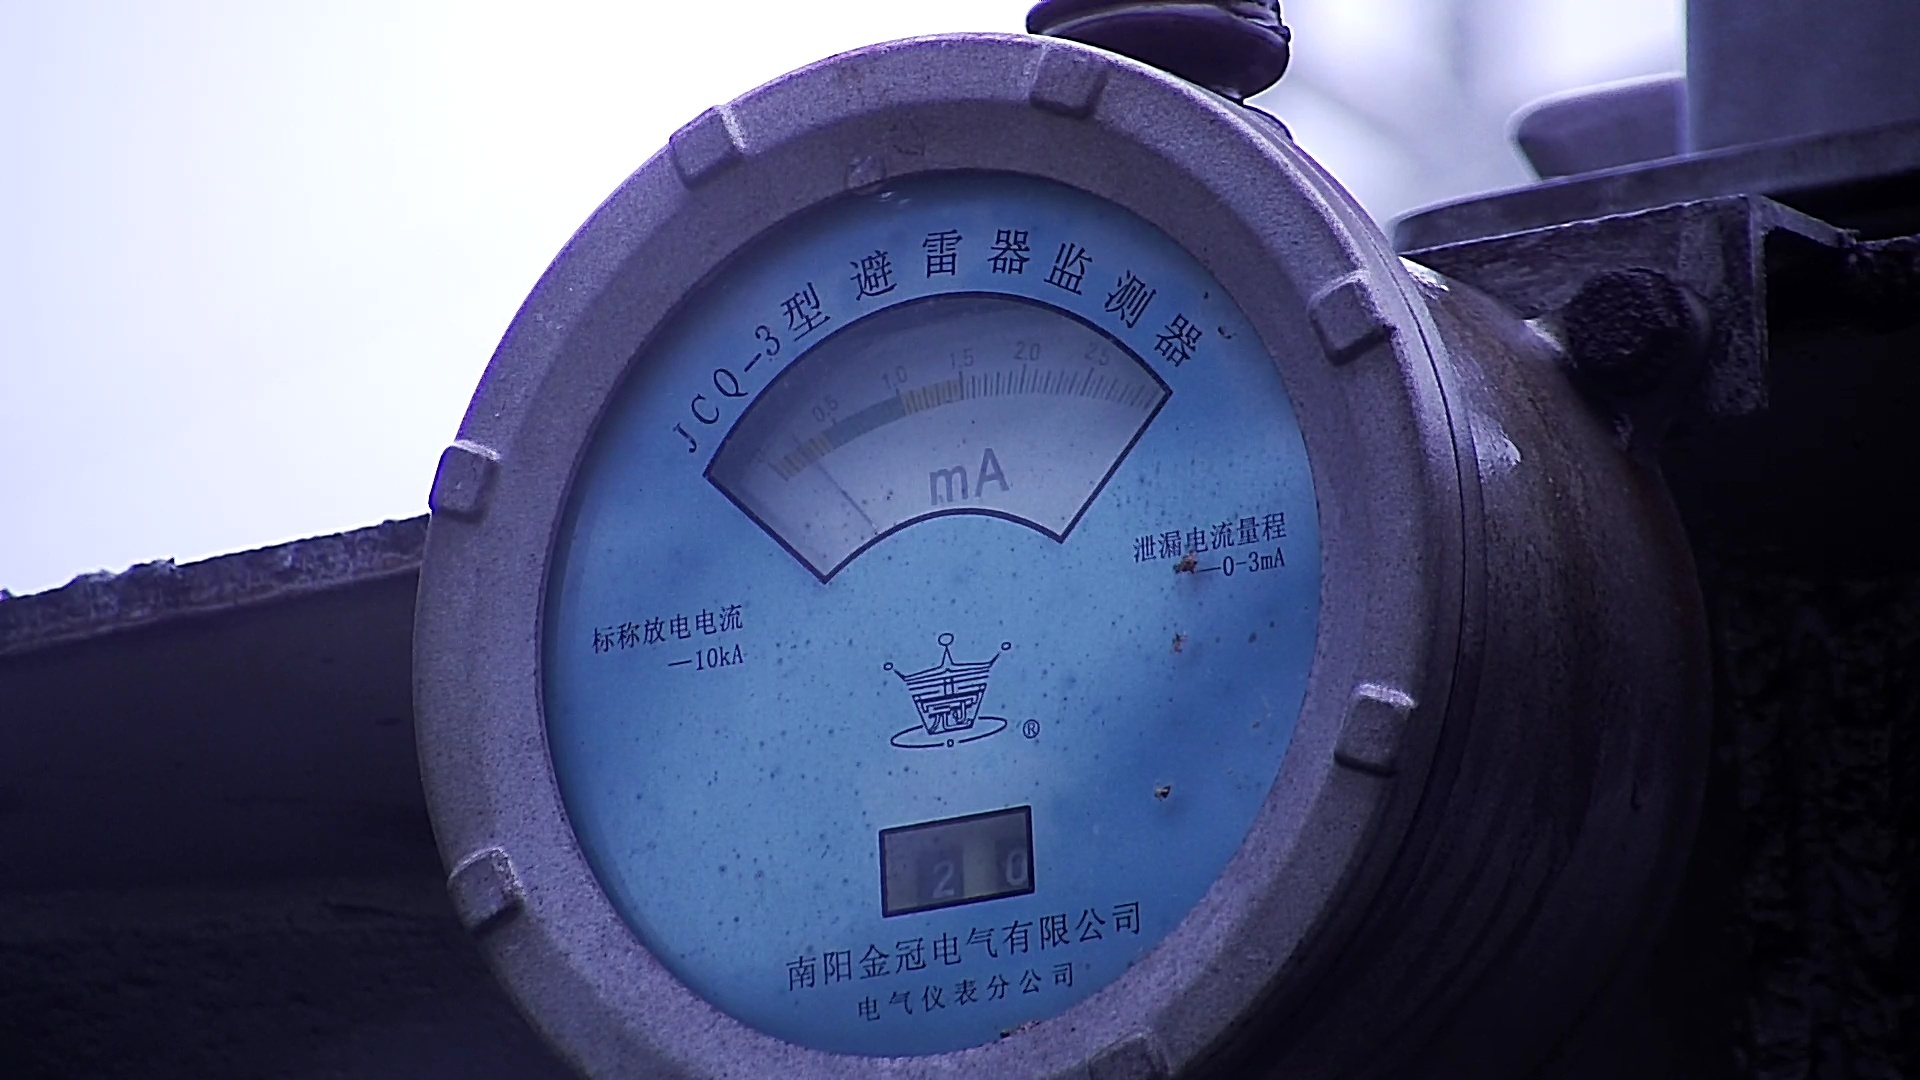 JCQ-3型避雷器监测器
0.5 1.0 1.5 2.0 2.5
mA
泄漏电流量程
—0-3mA
标称放电电流
—10kA
冠
®
20
南阳金冠电气有限公司
电气仪表分公司